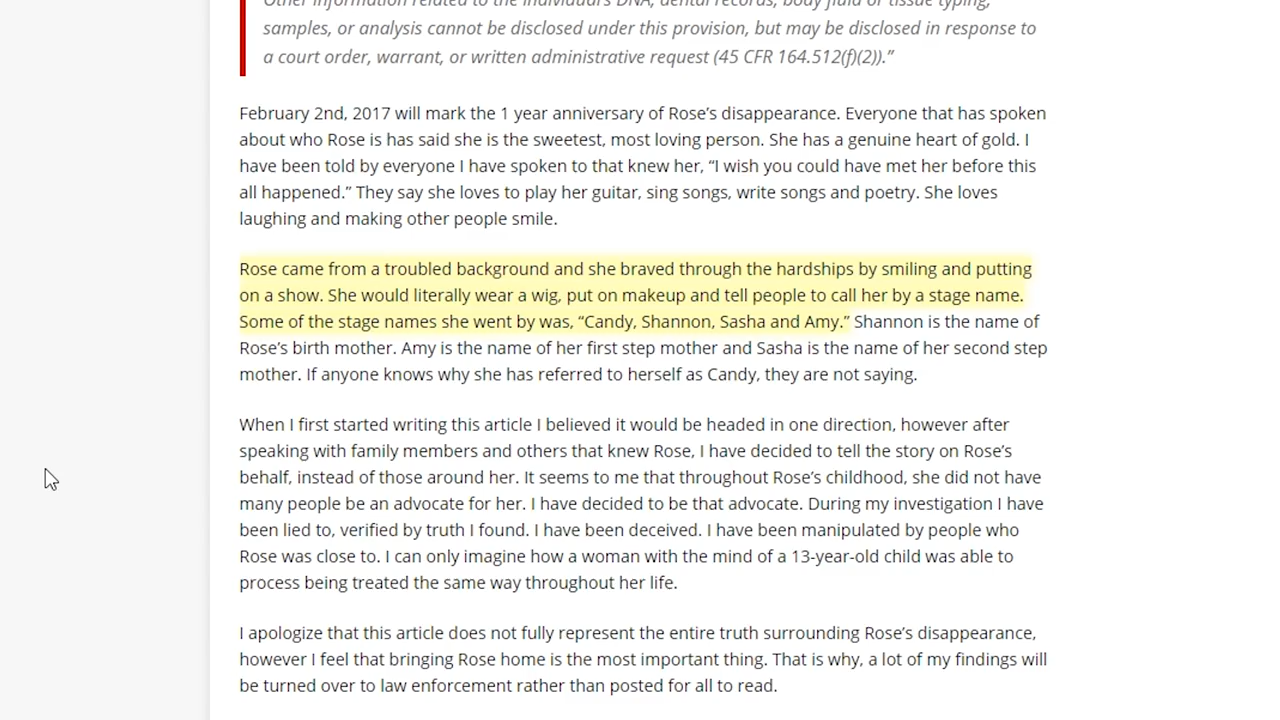 Other information related to the individual's DNA, dental records, body fluid or tissue typing,
samples, or analysis cannot be disclosed under this provision, but may be disclosed in response to
a court order, warrant, or written administrative request (45 CFR 164.512(f)(2)).”
February 2nd, 2017 will mark the 1 year anniversary of Rose’s disappearance. Everyone that has spoken
about who Rose is has said she is the sweetest, most loving person. She has a genuine heart of gold. I
have been told by everyone I have spoken to that knew her, “I wish you could have met her before this
all happened.” They say she loves to play her guitar, sing songs, write songs and poetry. She loves
laughing and making other people smile.
Rose came from a troubled background and she braved through the hardships by smiling and putting
on a show. She would literally wear a wig, put on makeup and tell people to call her by a stage name.
Some of the stage names she went by was, “Candy, Shannon, Sasha and Amy.” Shannon is the name of
Rose’s birth mother. Amy is the name of her first step mother and Sasha is the name of her second step
mother. If anyone knows why she has referred to herself as Candy, they are not saying.
When I first started writing this article I believed it would be headed in one direction, however after
speaking with family members and others that knew Rose, I have decided to tell the story on Rose’s
behalf, instead of those around her. It seems to me that throughout Rose’s childhood, she did not have
many people be an advocate for her. I have decided to be that advocate. During my investigation I have
been lied to, verified by truth I found. I have been deceived. I have been manipulated by people who
Rose was close to. I can only imagine how a woman with the mind of a 13-year-old child was able to
process being treated the same way throughout her life.
I apologize that this article does not fully represent the entire truth surrounding Rose’s disappearance,
however I feel that bringing Rose home is the most important thing. That is why, a lot of my findings will
be turned over to law enforcement rather than posted for all to read.